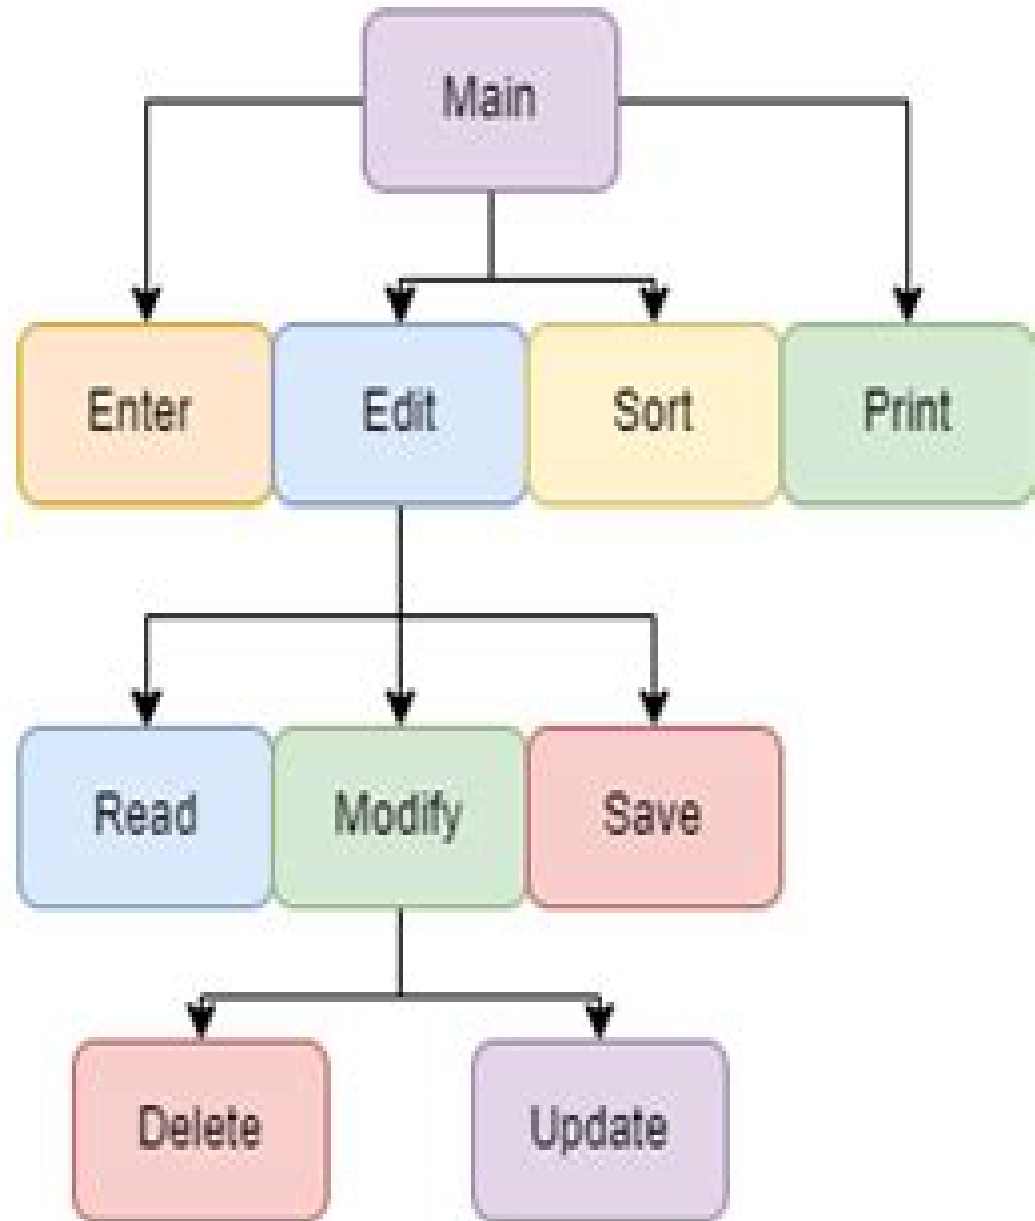 Main
Enter
Edit
Sort
Print
Read
Modify
Save
Delete
Update